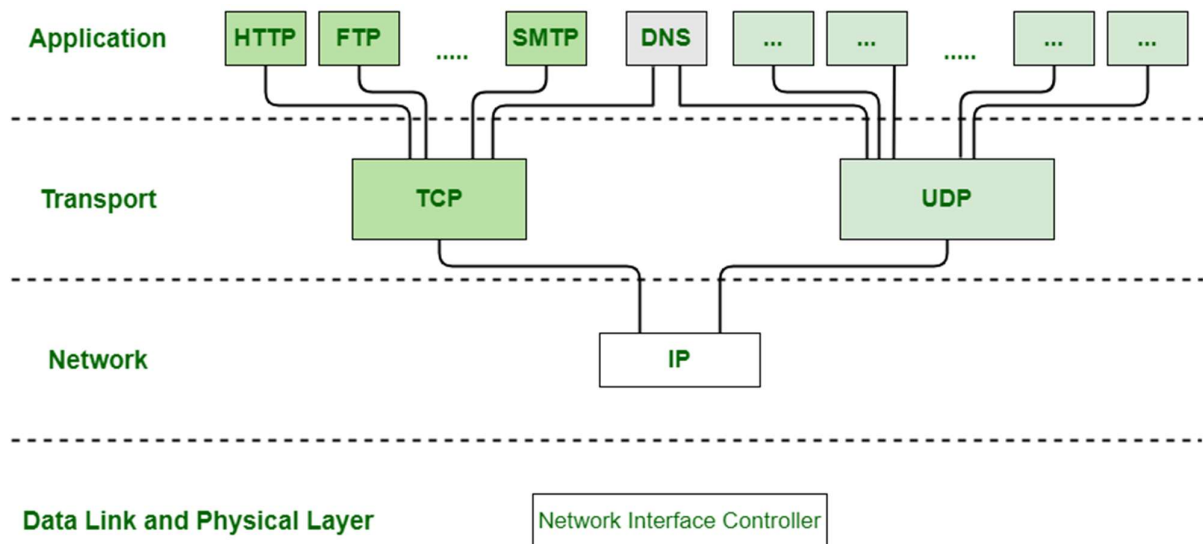 Application
HTTP
FTP
.....
SMTP
DNS
...
...
.....
...
...
Transport
TCP
UDP
Network
IP
Data Link and Physical Layer
Network Interface Controller